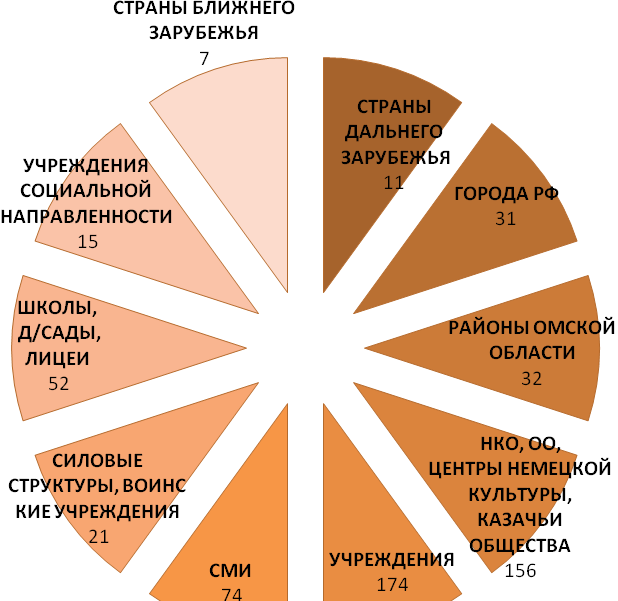 СТРАНЫ БЛИЖНЕГО
ЗАРУБЕЖЬЯ
7
СТРАНЫ
ДАЛЬНЕГО
ЗАРУБЕЖЬЯ
11
ГОРОДА РФ
31
РАЙОНЫ ОМСКОЙ
ОБЛАСТИ
32
НКО, ОО,
ЦЕНТРЫ НЕМЕЦКОЙ
КУЛЬТУРЫ,
КАЗАЧЬИ
ОБЩЕСТВА
156
УЧРЕЖДЕНИЯ
174
СМИ
74
СИЛОВЫЕ
СТРУКТУРЫ, ВОИНС
КИЕ УЧРЕЖДЕНИЯ
21
ШКОЛЫ,
Д/САДЫ,
ЛИЦЕИ
52
УЧРЕЖДЕНИЯ
СОЦИАЛЬНОЙ
НАПРАВЛЕННОСТИ
15